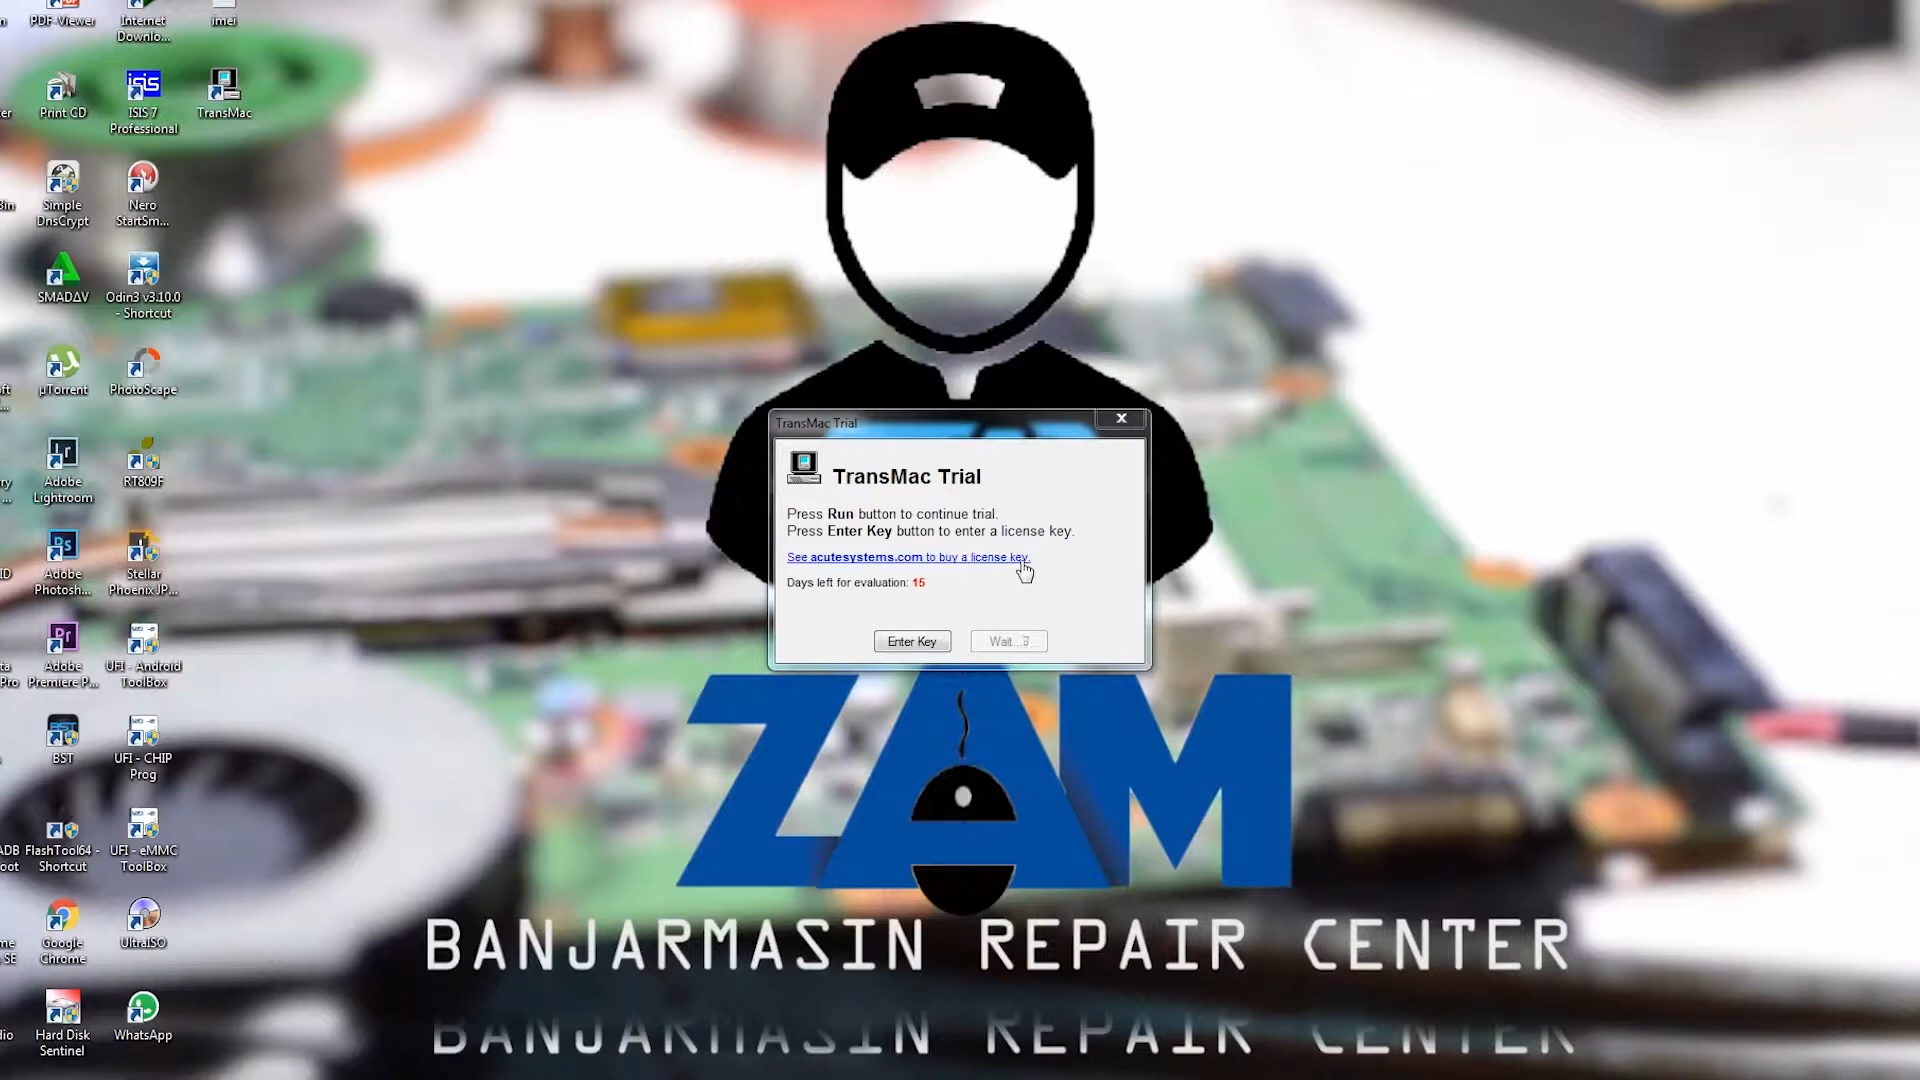 PDF-Viewer
Internet
Downlo...
imei
Print CD
ISIS 7
Professional
TransMac
Simple
DnsCrypt
Nero
StartSm...
SMADΔV
Odin3 v3.10.0
- Shortcut
µTorrent
PhotoScape
Adobe
Lightroom
RT809F
Adobe
Photosh...
Stellar
Phoenix JP...
Adobe
Premiere P...
UFI - Android
ToolBox
BST
UFI - CHIP
Prog
FlashTool64 -
Shortcut
UFI - eMMC
ToolBox
Google
Chrome
UltraISO
Hard Disk
Sentinel
WhatsApp
TransMac Trial
X
TransMac Trial
Press Run button to continue trial.
Press Enter Key button to enter a license key.
See acutesystems.com to buy a license key.
Days left for evaluation: 15
Enter Key
Wait...
ZAM
BANJARMASIN REPAIR CENTER